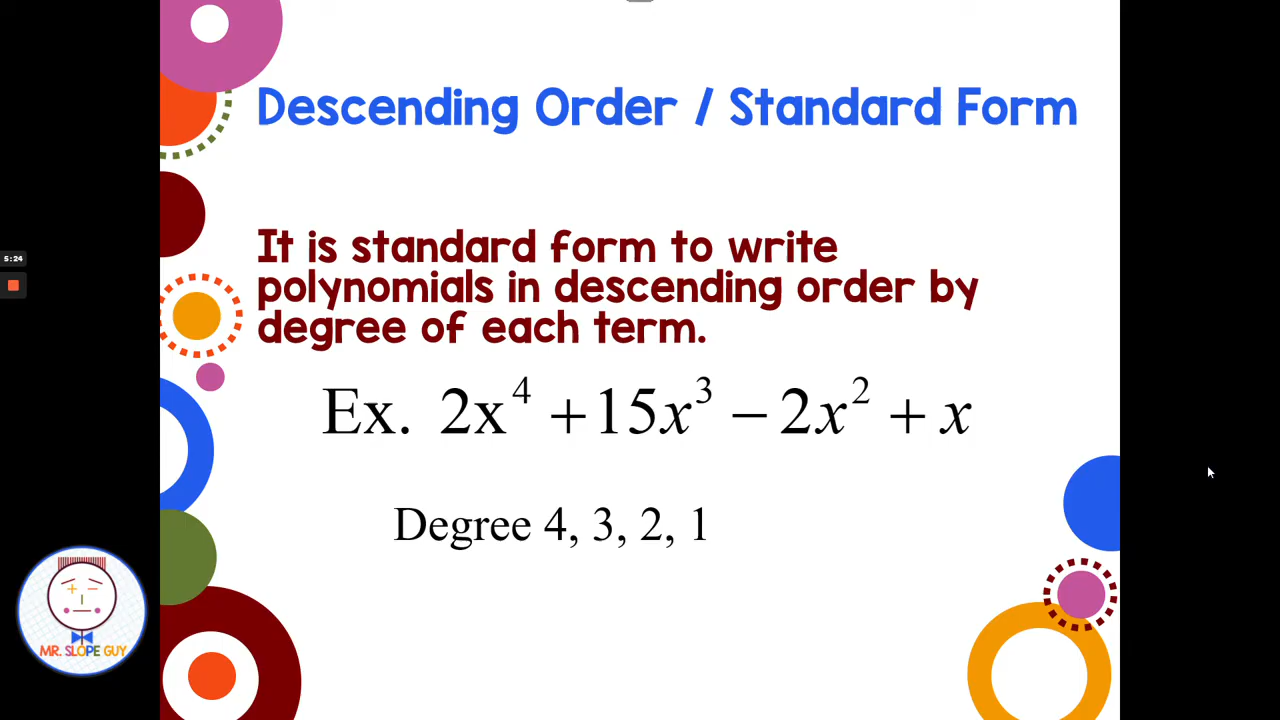 Descending Order / Standard Form
It is standard form to write
polynomials in descending order by
degree of each term.
Ex. 2x⁴ + 15x³ − 2x² + x
Degree 4, 3, 2, 1
5:24
MR. SLOPE GUY